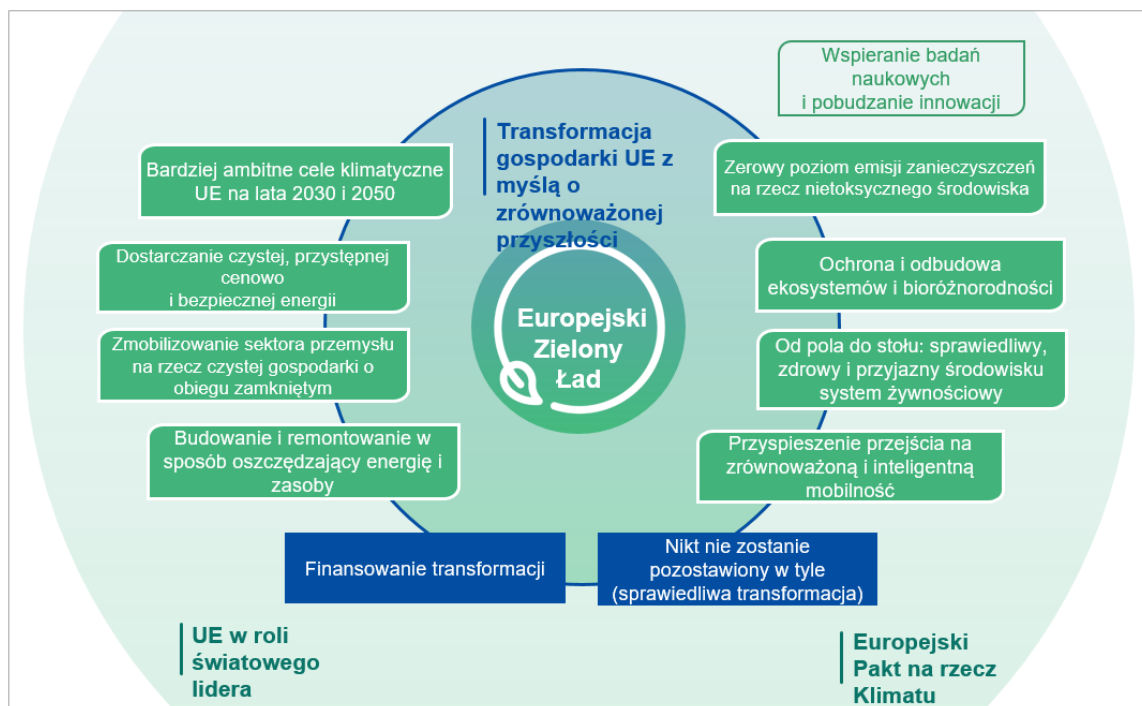 Wspieranie badań
naukowych
i pobudzanie innowacji
Transformacja
gospodarki UE z
myślą o
zrównoważonej
przyszłości
Bardziej ambitne cele klimatyczne
UE na lata 2030 i 2050
Zerowy poziom emisji zanieczyszczeń
na rzecz nietoksycznego środowiska
Dostarczanie czystej, przystępnej
cenowo
i bezpiecznej energii
Ochrona i odbudowa
ekosystemów i bioróżnorodności
Europejski
Zielony
Ład
Zmobilizowanie sektora przemysłu
na rzecz czystej gospodarki o
obiegu zamkniętym
Od pola do stołu: sprawiedliwy,
zdrowy i przyjazny środowisku
system żywnościowy
Budowanie i remontowanie w
sposób oszczędzający energię i
zasoby
Przyspieszenie przejścia na
zrównoważoną i inteligentną
mobilność
Finansowanie transformacji
Nikt nie zostanie
pozostawiony w tyle
(sprawiedliwa transformacja)
UE w roli
światowego
lidera
Europejski
Pakt na rzecz
Klimatu